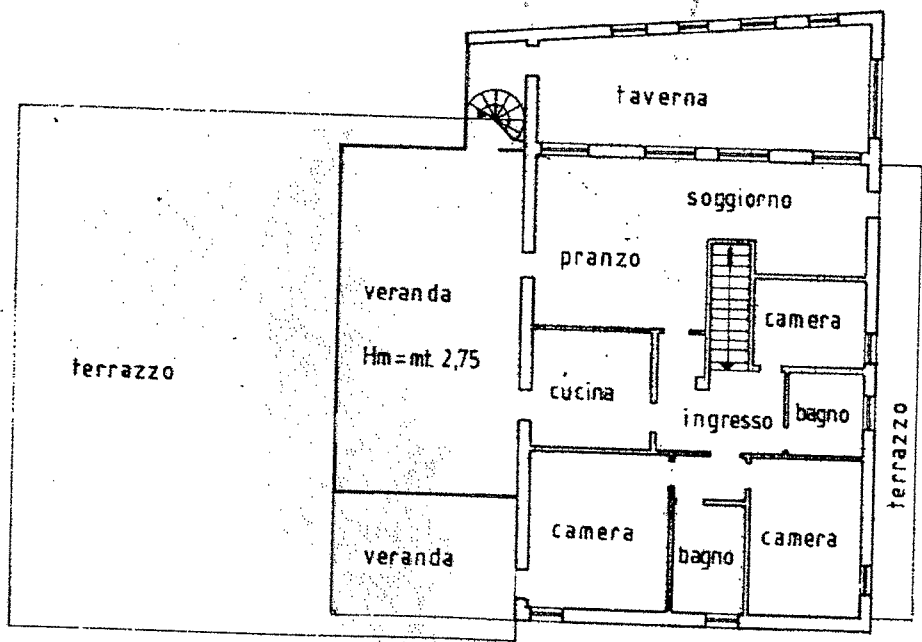 taverna
soggiorno
pranzo
veranda
camera
Hm=mt. 2,75
terrazzo
cucina
ingresso
bagno
terrazzo
camera
bagno
camera
veranda